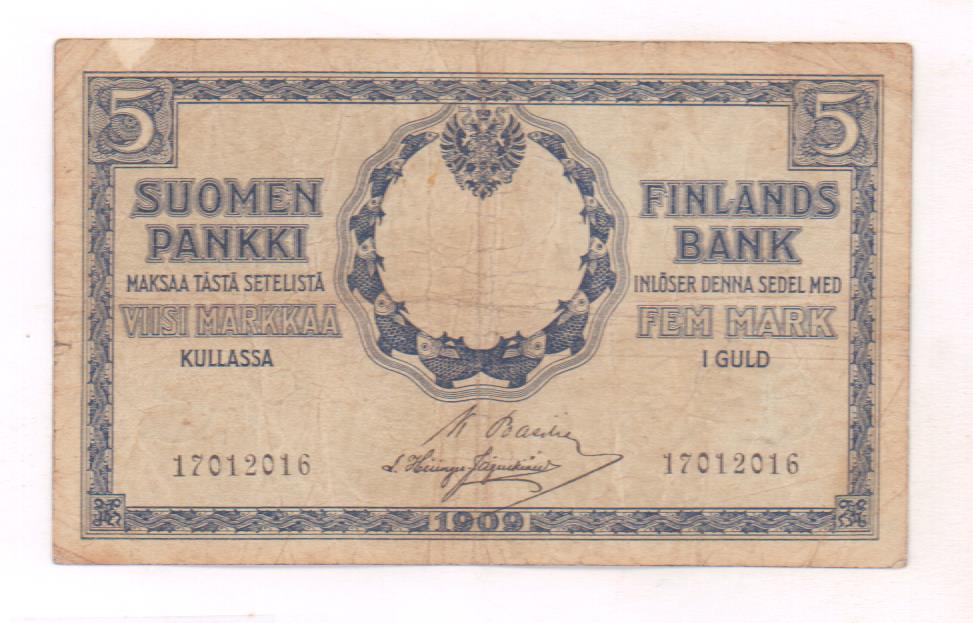 5
5
SUOMEN
PANKKI
MAKSAA TÄSTÄ SETELISTÄ
VIISI MARKKAA
KULLASSA
FINLANDS
BANK
INLÖSER DENNA SEDEL MED
FEM MARK
I GULD
17012016
17012016
1909